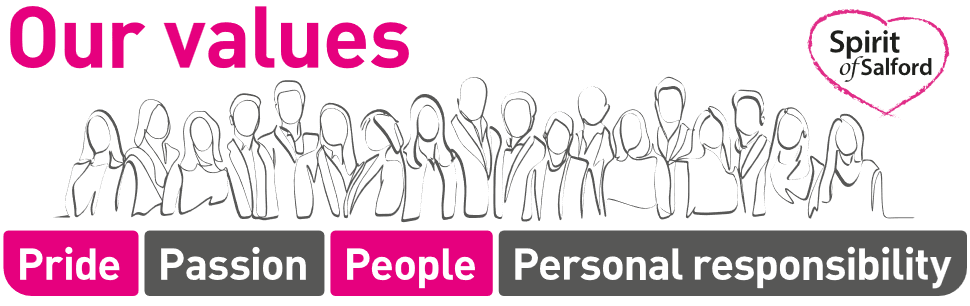 Our values
Spirit
of Salford
Pride Passion People Personal responsibility